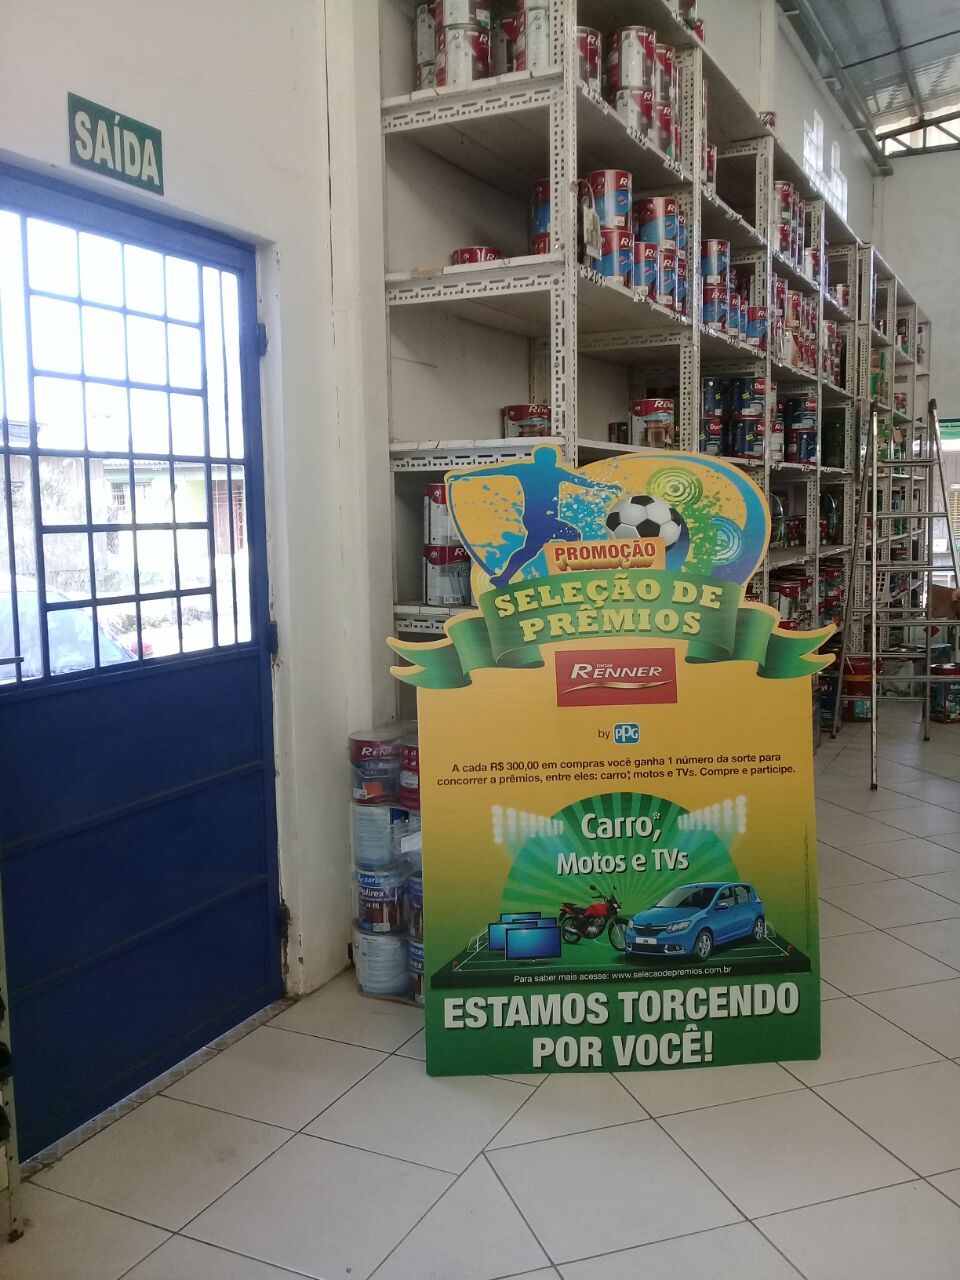 SAÍDA
PROMOÇÃO
SELEÇÃO DE
PRÊMIOS
TINTAS
RENNER
by PPG
A cada R$ 300,00 em compras você ganha 1 número da sorte para
concorrer a prêmios, entre eles: carro*, motos e TVs. Compre e participe.
Carro*,
Motos e TVs
Para saber mais acesse: www.selecaodepremios.com.br
ESTAMOS TORCENDO
POR VOCÊ!
RENNER